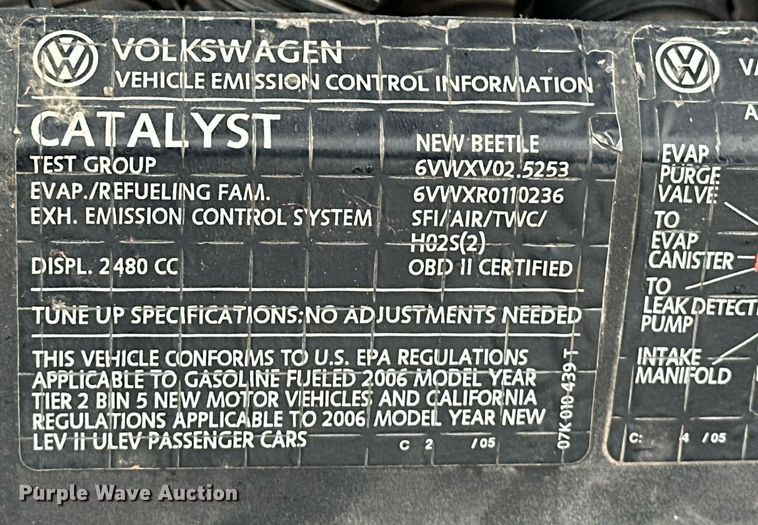 VOLKSWAGEN
VEHICLE EMISSION CONTROL INFORMATION
CATALYST
NEW BEETLE
TEST GROUP 6VWXV02.5253
EVAP./REFUELING FAM. 6VWXR0110236
EXH. EMISSION CONTROL SYSTEM SFI/AIR/TWC/
H02S(2)
DISPL. 2480 CC OBD II CERTIFIED
TUNE UP SPECIFICATIONS:NO ADJUSTMENTS NEEDED
THIS VEHICLE CONFORMS TO U.S. EPA REGULATIONS
APPLICABLE TO GASOLINE FUELED 2006 MODEL YEAR
TIER 2 BIN 5 NEW MOTOR VEHICLES AND CALIFORNIA
REGULATIONS APPLICABLE TO 2006 MODEL YEAR NEW
LEV II ULEV PASSENGER CARS
C 2 /05
07K 010 439 T
EVAP
PURGE
VALVE
TO
EVAP
CANISTER
TO
LEAK DETECTI
PUMP
INTAKE
MANIFOLD
C: 4 /05
Purple Wave Auction